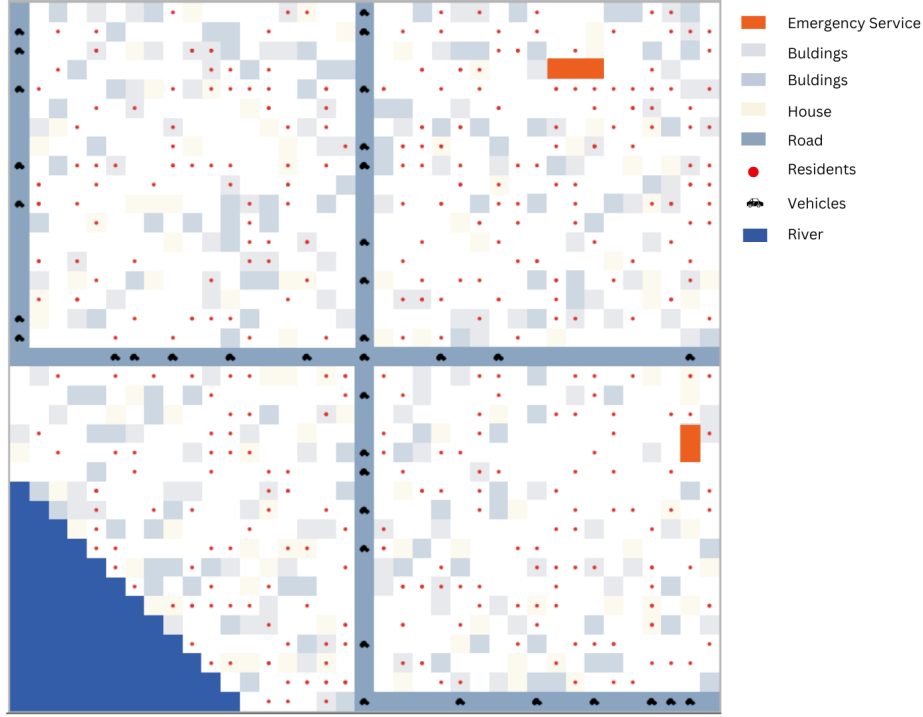 Emergency Service
Buldings
Buldings
House
Road
Residents
Vehicles
River